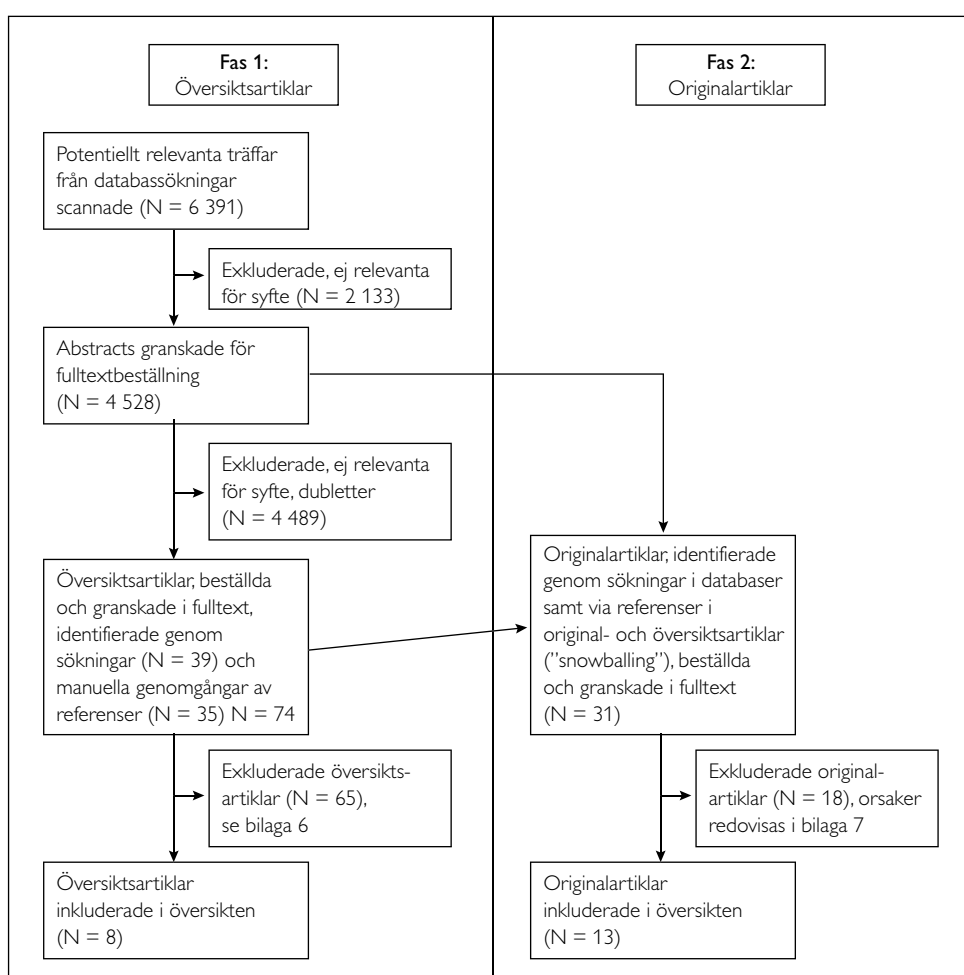 Fas 1:
Översiktsartiklar
Potentiellt relevanta träffar
från databassökningar
scannade (N = 6 391)
Exkluderade, ej relevanta
för syfte (N = 2 133)
Abstracts granskade för
fulltextbeställning
(N = 4 528)
Exkluderade, ej relevanta
för syfte, dubletter
(N = 4 489)
Översiktsartiklar, beställda
och granskade i fulltext,
identifierade genom
sökningar (N = 39) och
manuella genomgångar av
referenser (N = 35) N = 74
Exkluderade översikts-
artiklar (N = 65),
se bilaga 6
Översiktsartiklar
inkluderade i översikten
(N = 8)
Fas 2:
Originalartiklar
Originalartiklar, identifierade
genom sökningar i databaser
samt via referenser i
original- och översiktsartiklar
(”snowballing”), beställda
och granskade i fulltext
(N = 31)
Exkluderade original-
artiklar (N = 18), orsaker
redovisas i bilaga 7
Originalartiklar
inkluderade i översikten
(N = 13)